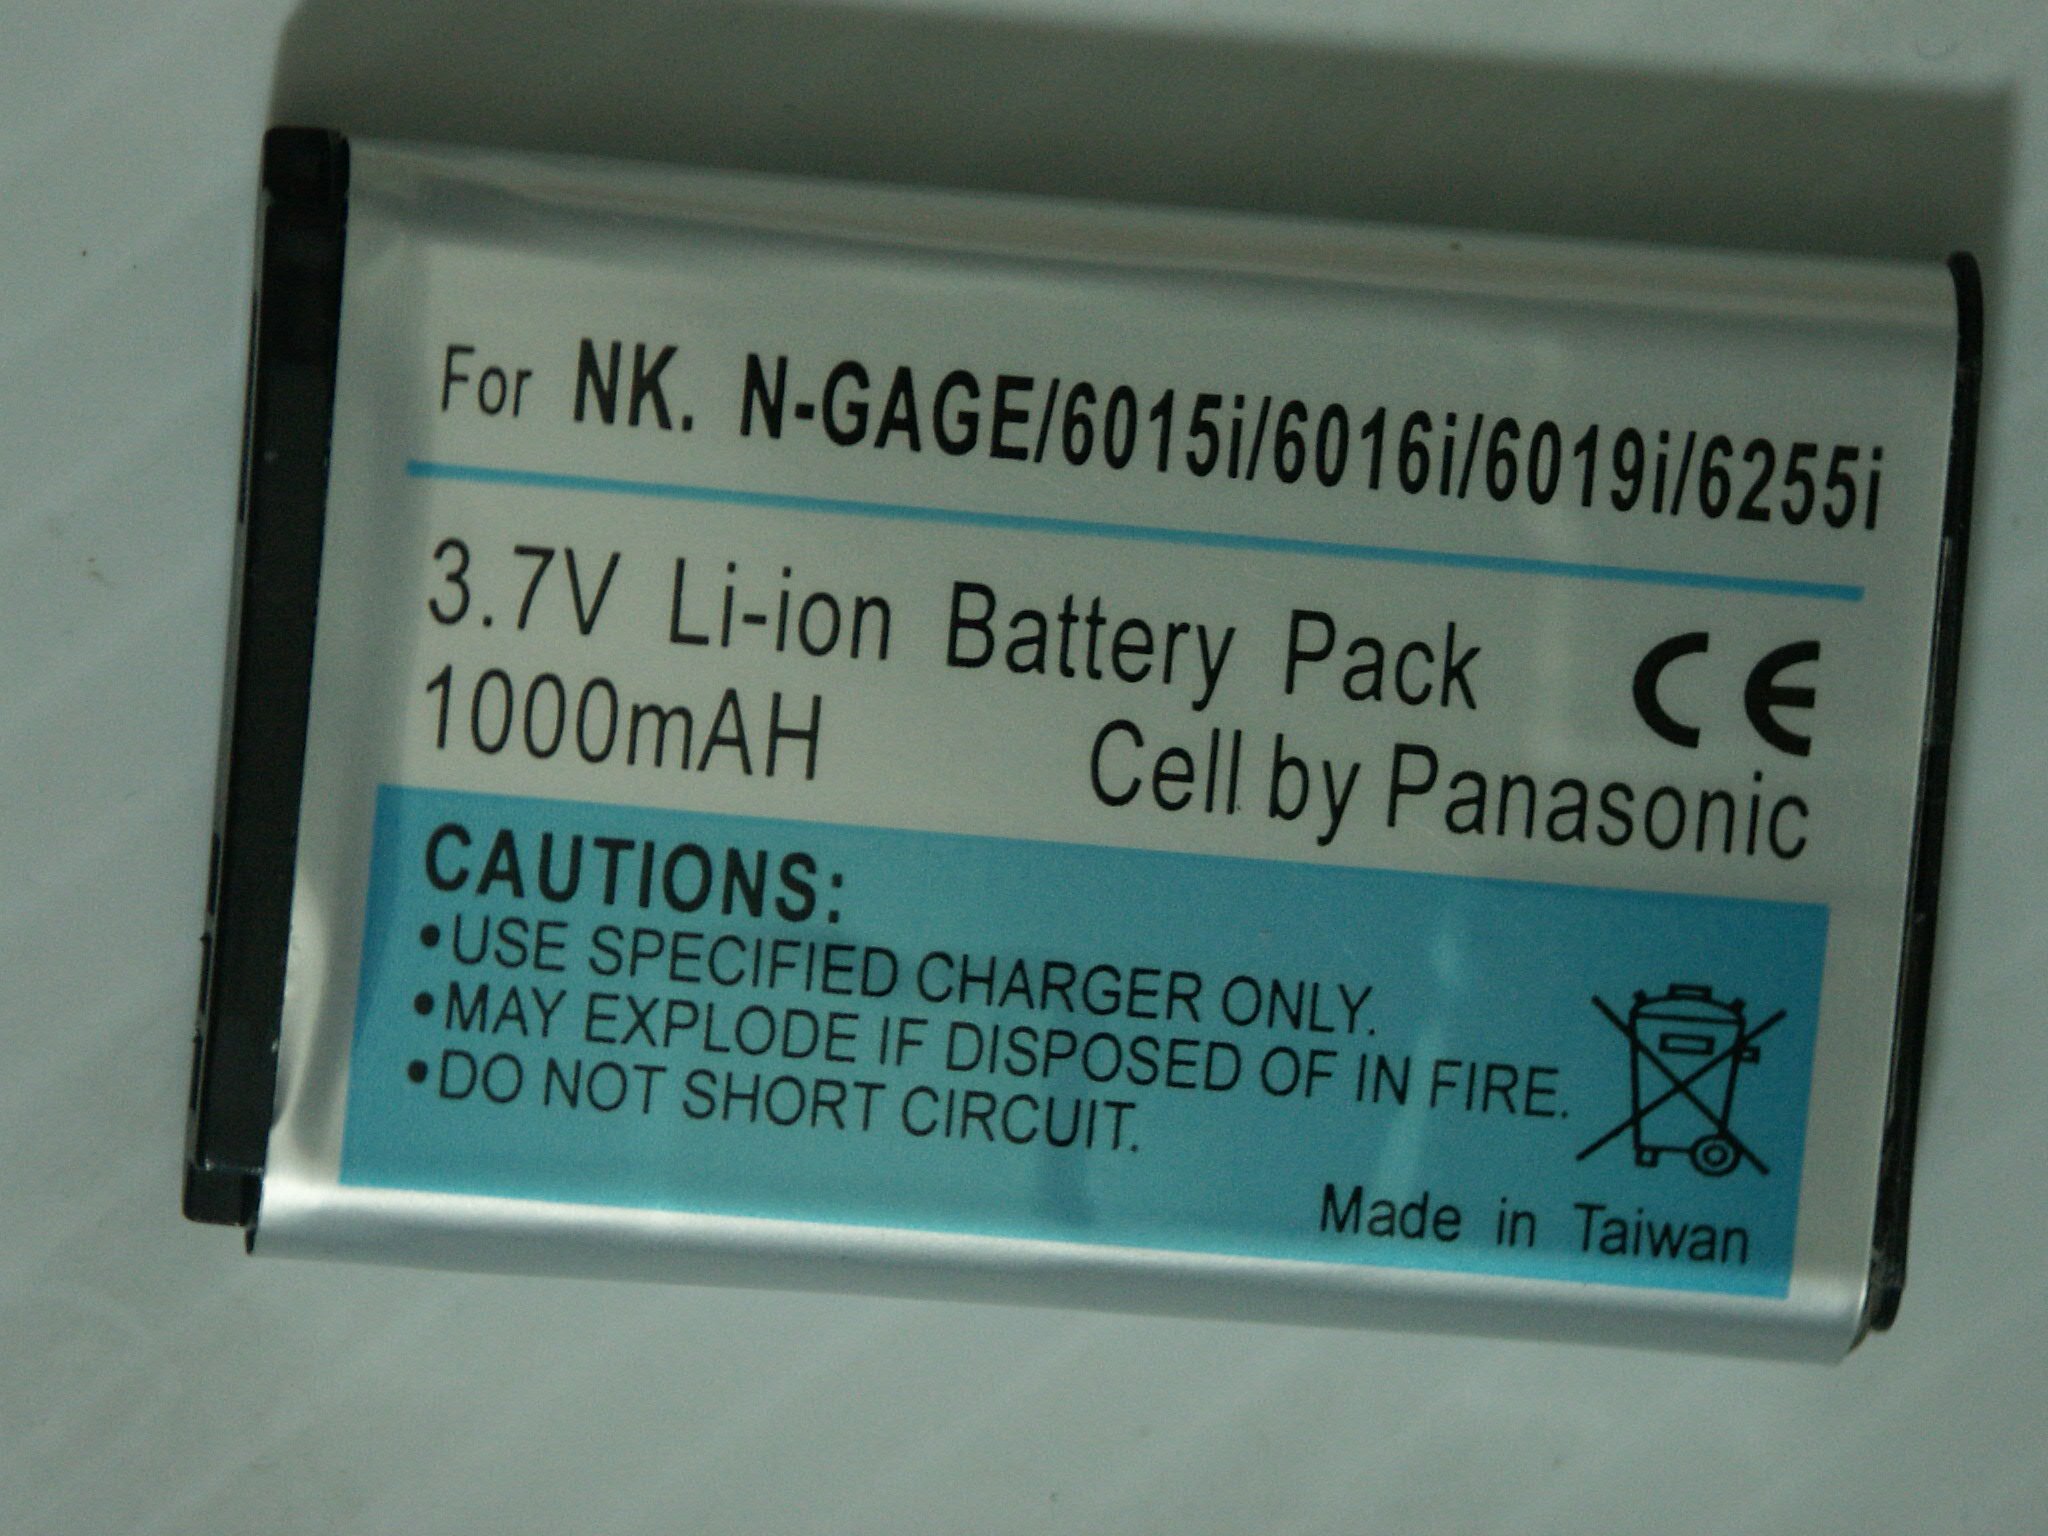 For NK. N-GAGE/6015i/6016i/6019i/6255i
3.7V Li-ion Battery Pack CE
1000mAH Cell by Panasonic
CAUTIONS:
•USE SPECIFIED CHARGER ONLY.
•MAY EXPLODE IF DISPOSED OF IN FIRE.
•DO NOT SHORT CIRCUIT.
Made in Taiwan